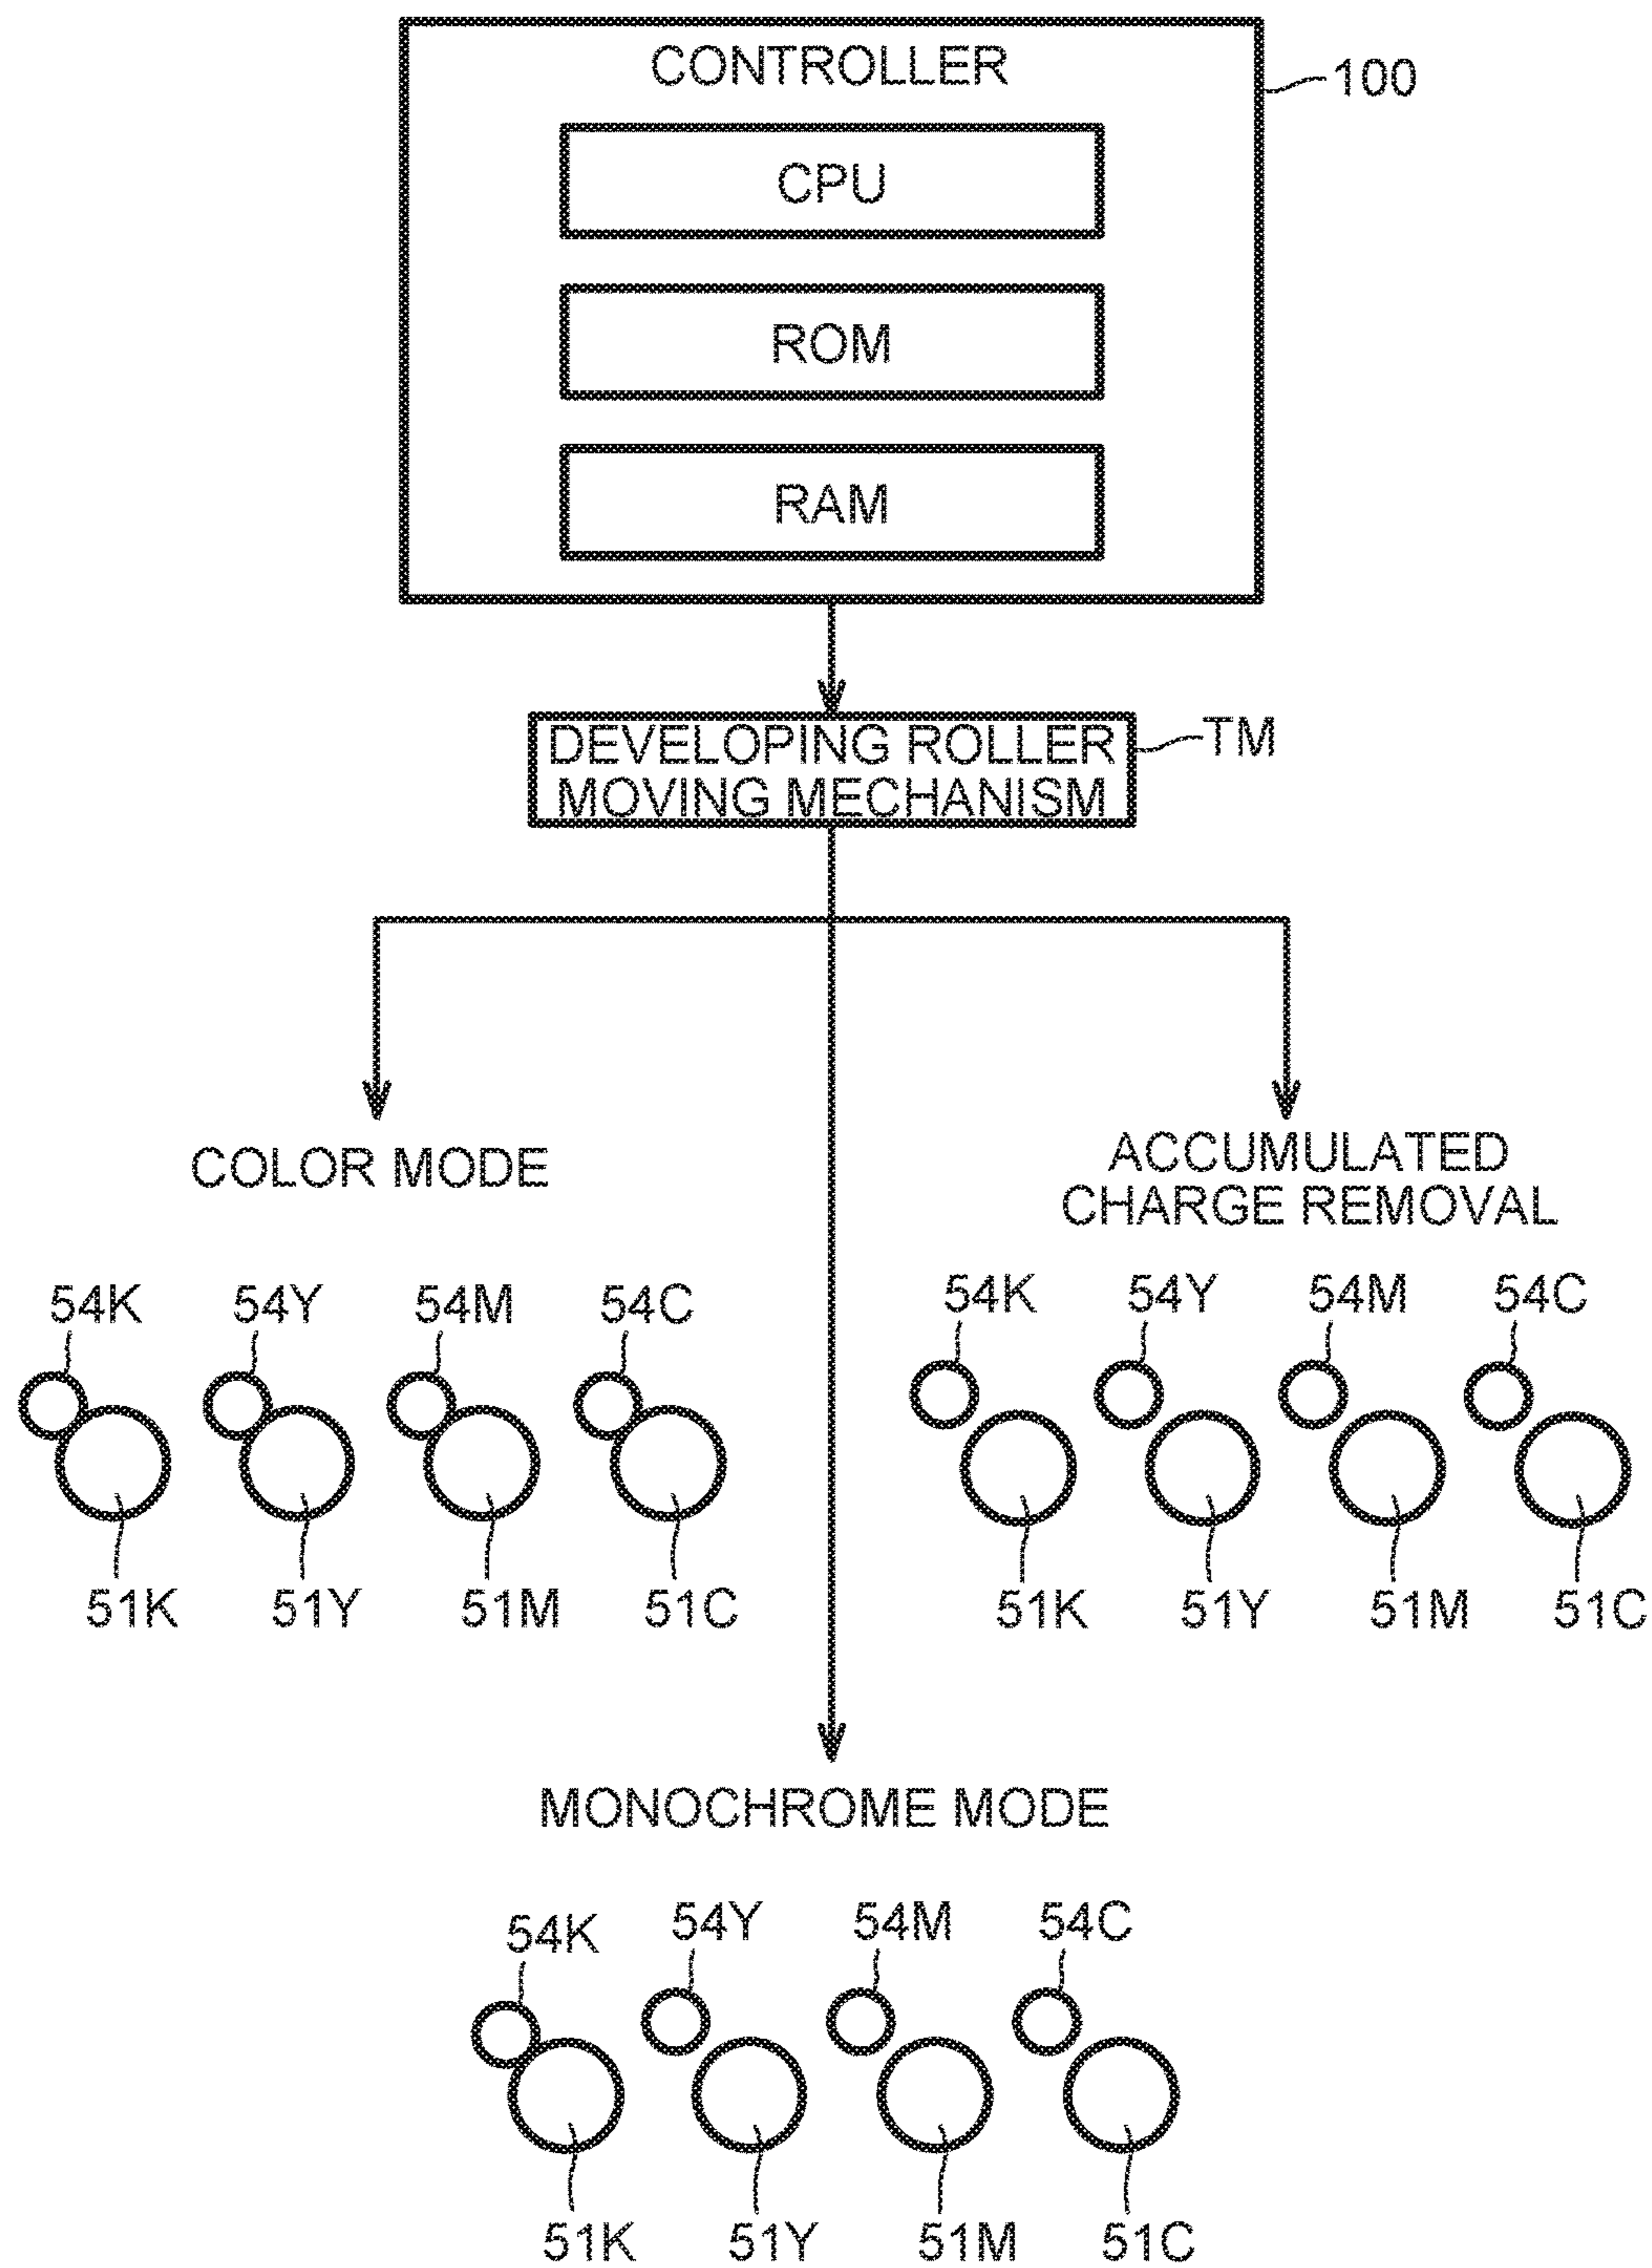 CONTROLLER
100
CPU
ROM
RAM
DEVELOPING ROLLER
MOVING MECHANISM
TM
COLOR MODE
54K 54Y 54M 54C
51K 51Y 51M 51C
ACCUMULATED
CHARGE REMOVAL
54K 54Y 54M 54C
51K 51Y 51M 51C
MONOCHROME MODE
54K 54Y 54M 54C
51K 51Y 51M 51C